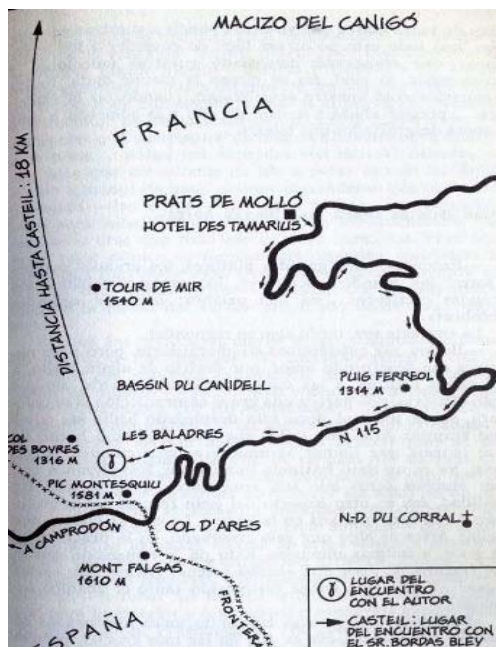 MACIZO DEL CANIGÓ
FRANCIA
DISTANCIA HASTA CASTEIL: 18 KM
PRATS DE MOLLÓ
HOTEL DES TAMARIUS
TOUR DE MIR
1540 M
BASSIN DU CANIDELL
PUIG FERREOL
1314 M
N 115
COL
DES BOVRES
1316 M
LES BALADRES
PIC MONTESQUIU
1581 M
A CAMPRODÓN
COL D'ARES
N.D. DU CORRAL
MONT FALGAS
1610 M
FRONTERA
ESPAÑA
LUGAR DEL
ENCUENTRO
CON EL AUTOR
CASTEIL: LUGAR
DEL ENCUENTRO CON
EL SR. BORDAS BLEY